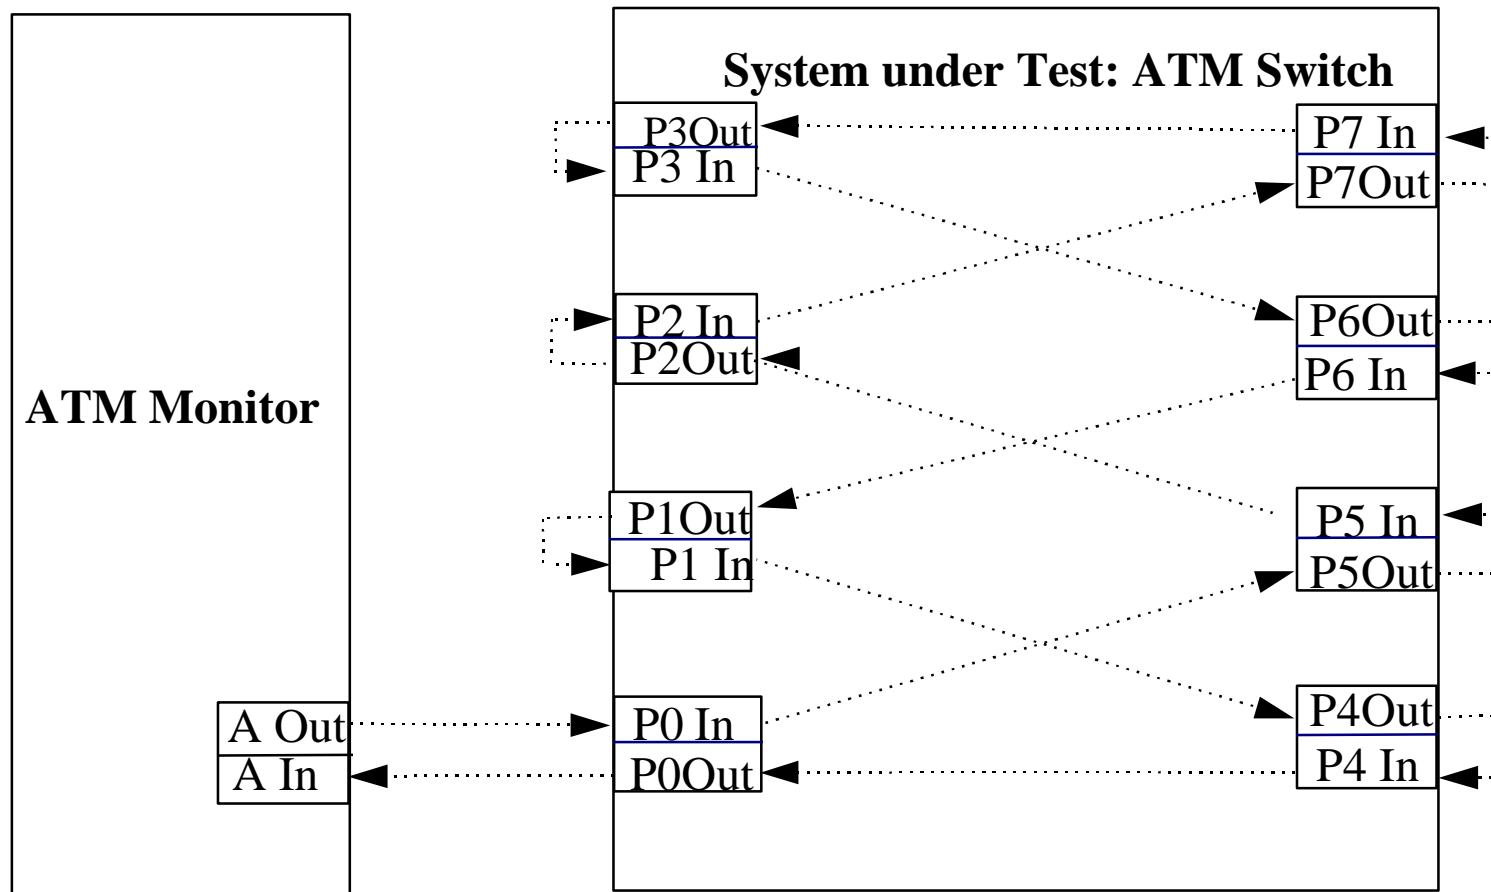 System under Test: ATM Switch
P3Out
P3 In
P7 In
P7Out
P2 In
P2Out
P6Out
P6 In
ATM Monitor
P1Out
P1 In
P5 In
P5Out
A Out
A In
P0 In
P0Out
P4Out
P4 In